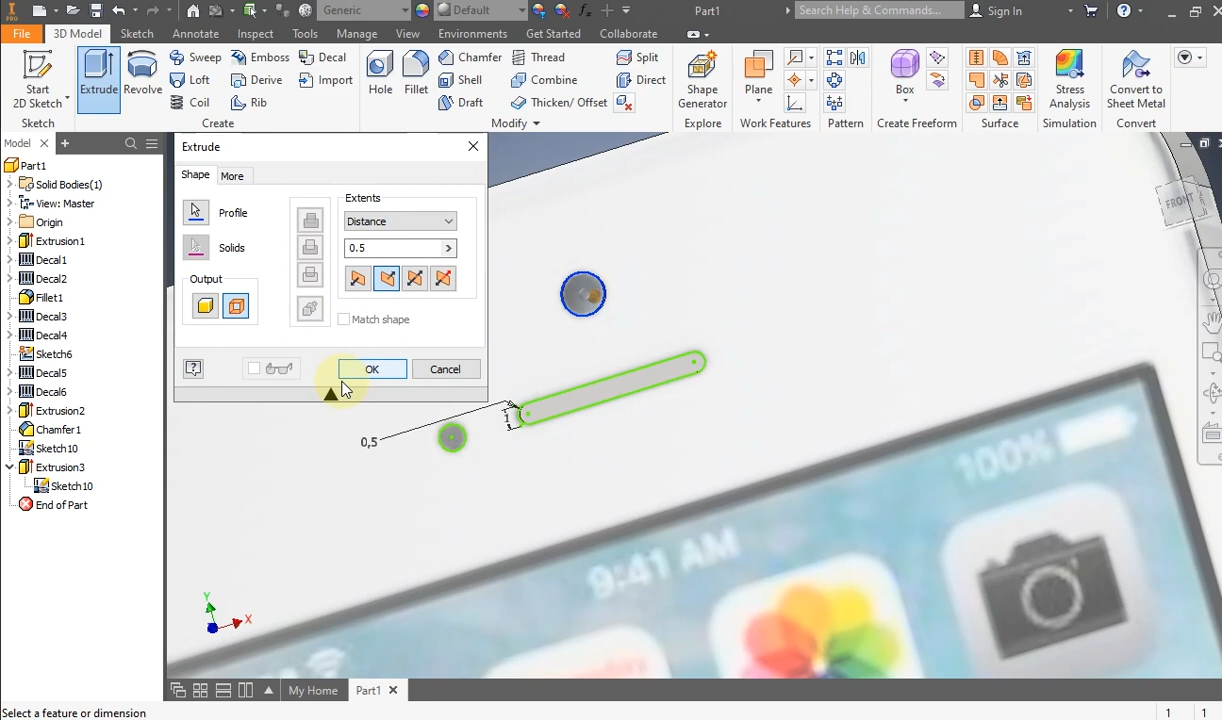 PRO
Generic
Default
Part1
Search Help & Commands...
Sign In
File
3D Model
Sketch
Annotate
Inspect
Tools
Manage
View
Environments
Get Started
Collaborate
Start
2D Sketch
Extrude
Revolve
Sweep
Loft
Coil
Emboss
Derive
Rib
Decal
Import
Hole
Fillet
Chamfer
Shell
Draft
Thread
Combine
Thicken/ Offset
Split
Direct
Shape
Generator
Plane
Box
Stress
Analysis
Convert to
Sheet Metal
Sketch
Create
Modify
Explore
Work Features
Pattern
Create Freeform
Surface
Simulation
Convert
Model
Part1
Solid Bodies(1)
View: Master
Origin
Extrusion1
Decal1
Decal2
Fillet1
Decal3
Decal4
Sketch6
Decal5
Decal6
Extrusion2
Chamfer1
Sketch10
Extrusion3
Sketch10
End of Part
Extrude
Shape
More
Profile
Solids
Output
Extents
Distance
0.5
Match shape
OK
Cancel
FRONT
0,5
1
100%
9:41 AM
Y
X
My Home
Part1
Select a feature or dimension
1
1